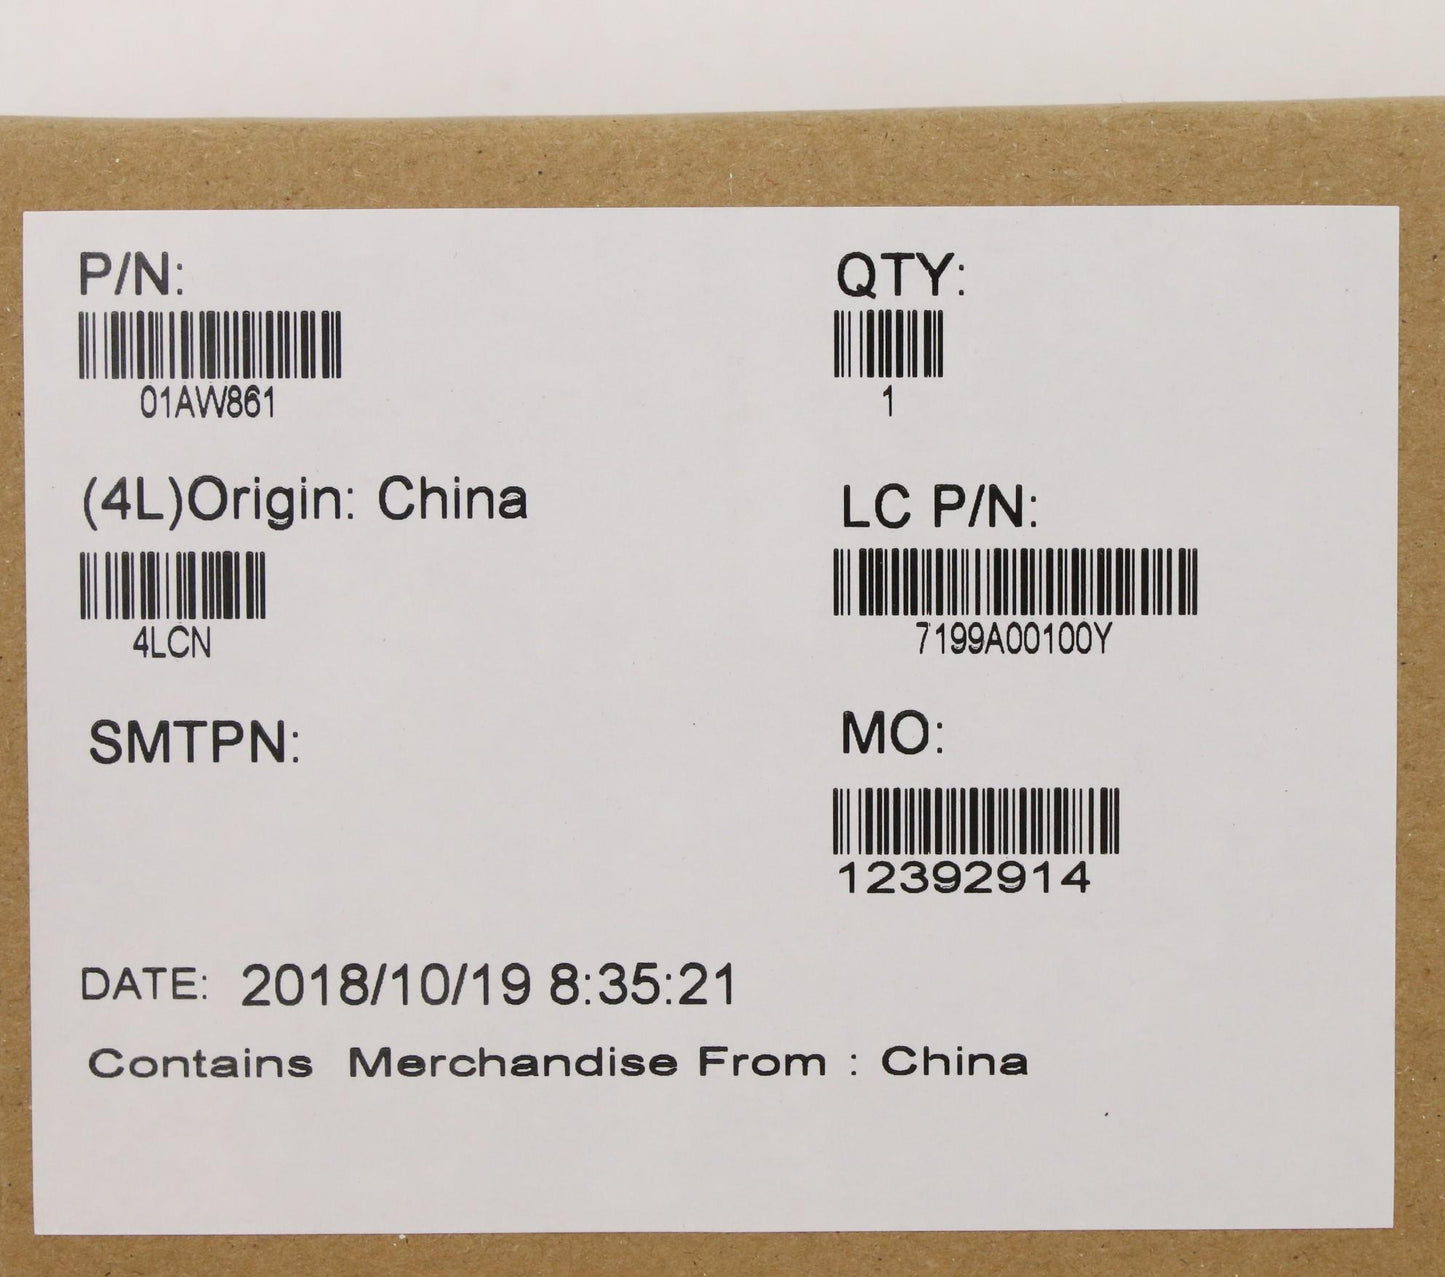 P/N:
01AW861
QTY:
1
(4L)Origin: China
4LCN
LC P/N:
7199A00100Y
SMTPN:
MO:
12392914
DATE: 2018/10/19 8:35:21
Contains Merchandise From : China